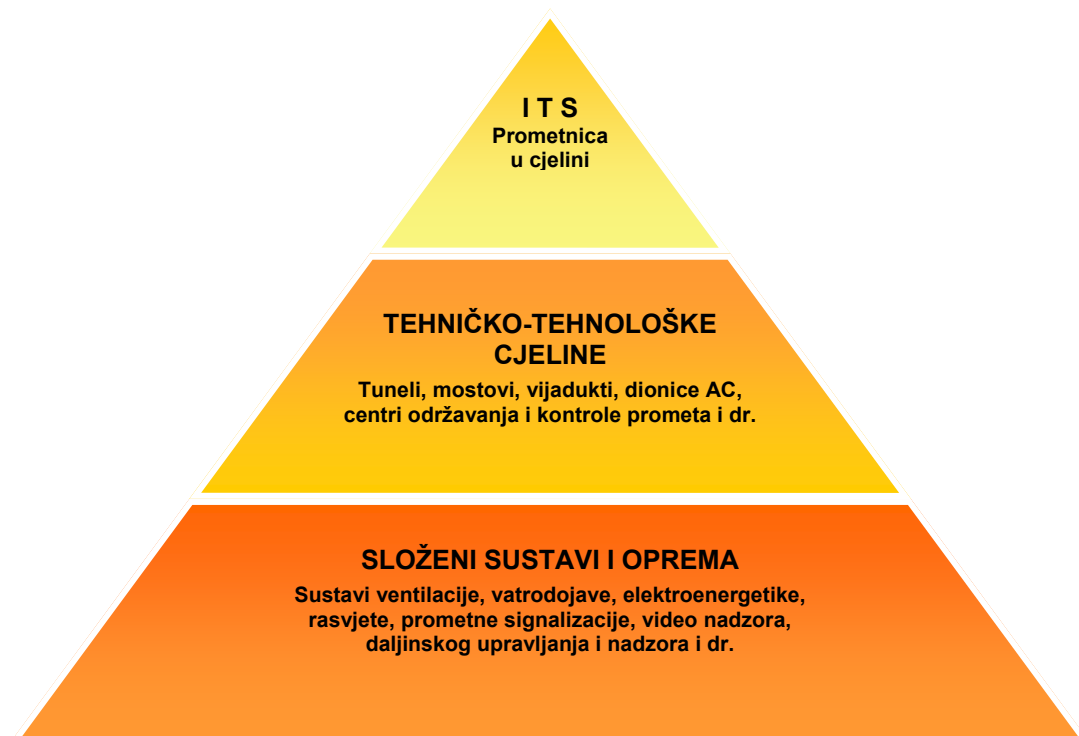 I T S
Prometnica
u cjelini
TEHNIČKO-TEHNOLOŠKE
CJELINE
Tuneli, mostovi, vijadukti, dionice AC,
centri održavanja i kontrole prometa i dr.
SLOŽENI SUSTAVI I OPREMA
Sustavi ventilacije, vatrodojave, elektroenergetike,
rasvjete, prometne signalizacije, video nadzora,
daljinskog upravljanja i nadzora i dr.